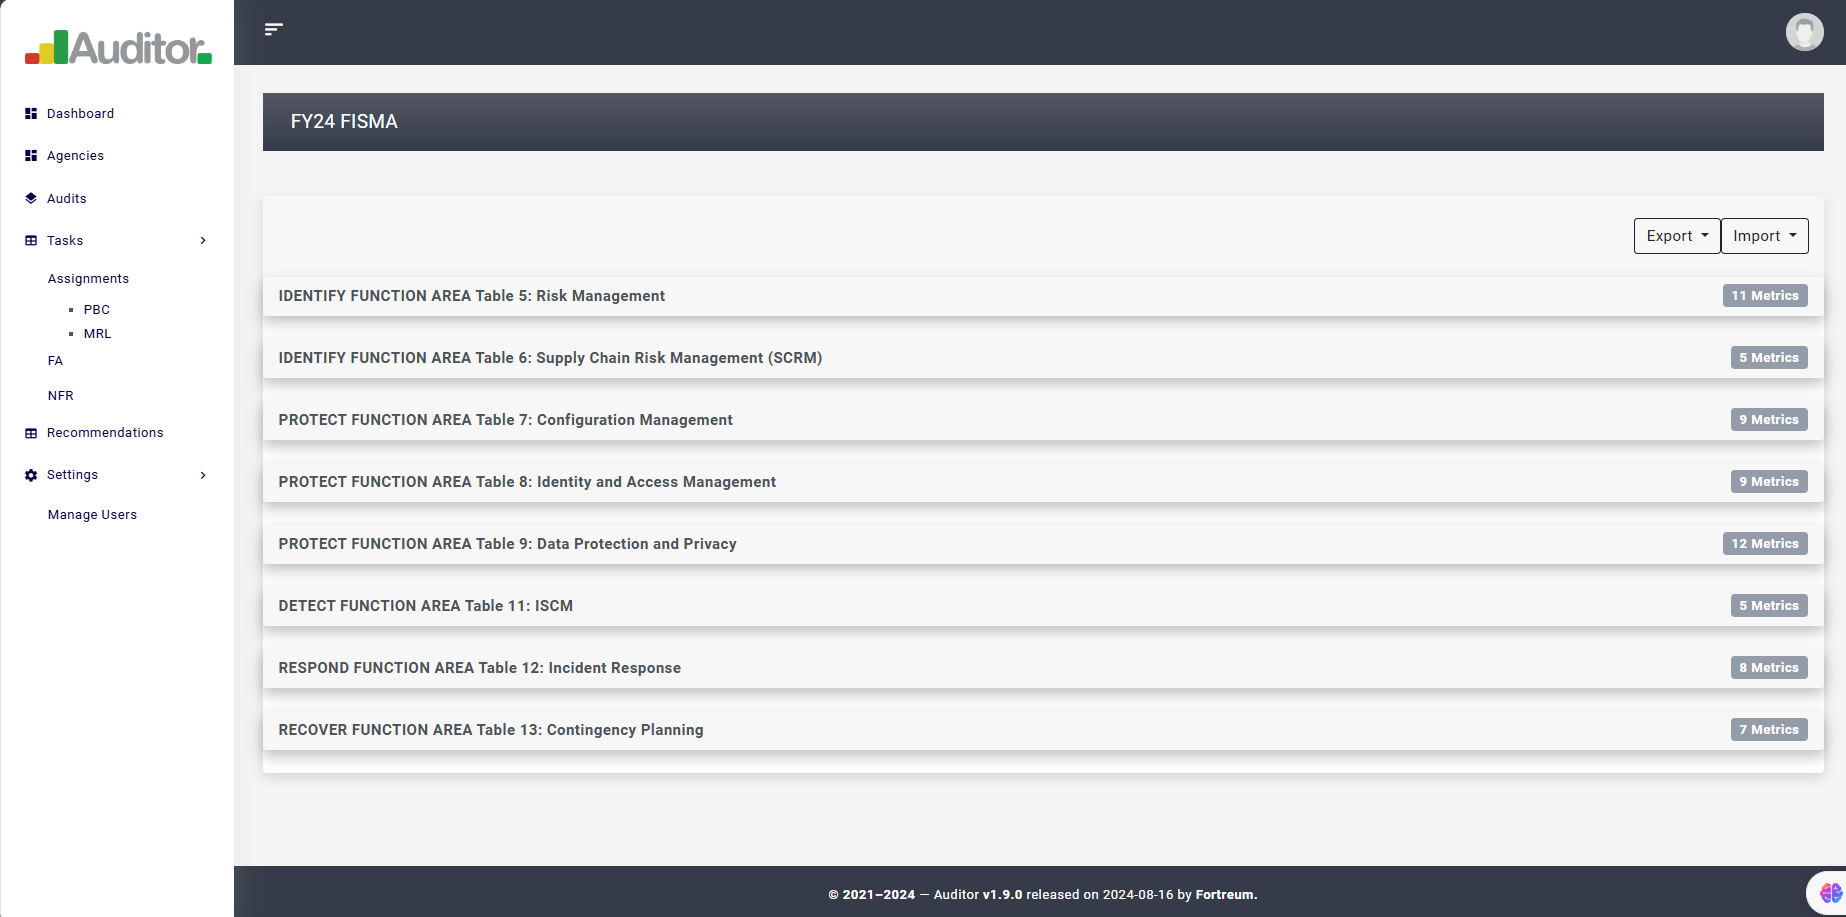 Auditor
Dashboard
Agencies
Audits
Tasks
Assignments
PBC
MRL
FA
NFR
Recommendations
Settings
Manage Users
FY24 FISMA
Export
Import
IDENTIFY FUNCTION AREA Table 5: Risk Management 11 Metrics
IDENTIFY FUNCTION AREA Table 6: Supply Chain Risk Management (SCRM) 5 Metrics
PROTECT FUNCTION AREA Table 7: Configuration Management 9 Metrics
PROTECT FUNCTION AREA Table 8: Identity and Access Management 9 Metrics
PROTECT FUNCTION AREA Table 9: Data Protection and Privacy 12 Metrics
DETECT FUNCTION AREA Table 11: ISCM 5 Metrics
RESPOND FUNCTION AREA Table 12: Incident Response 8 Metrics
RECOVER FUNCTION AREA Table 13: Contingency Planning 7 Metrics
© 2021–2024 — Auditor v1.9.0 released on 2024-08-16 by Fortreum.